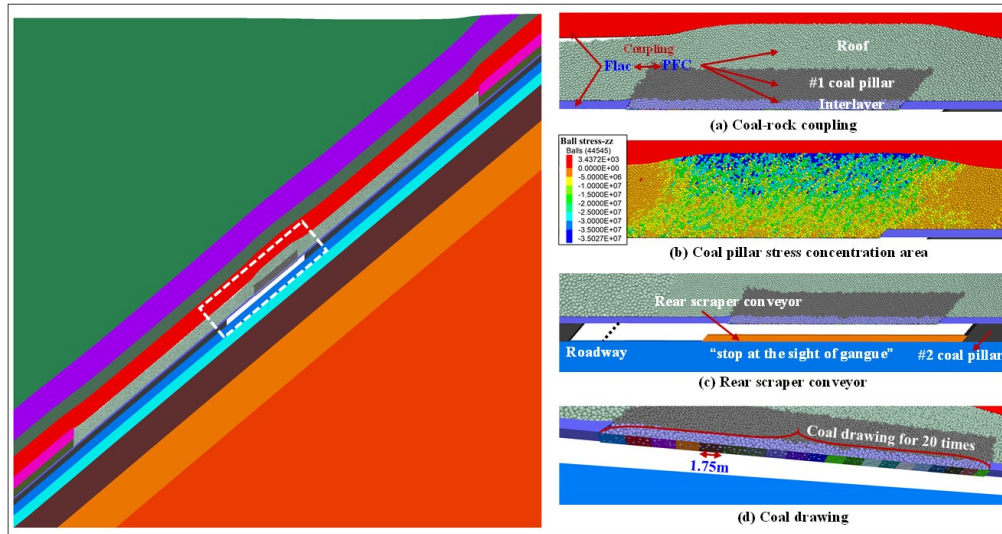 Roof
Coupling
Flac
PFC
#1 coal pillar
Interlayer
(a) Coal-rock coupling
Ball stress-zz
Balls (44545)
3.4372E+03
0.0000E+00
-5.0000E+06
-1.0000E+07
-1.5000E+07
-2.0000E+07
-2.5000E+07
-3.0000E+07
-3.5000E+07
-3.5027E+07
(b) Coal pillar stress concentration area
Rear scraper conveyor
Roadway
"stop at the sight of gangue"
#2 coal pillar
(c) Rear scraper conveyor
Coal drawing for 20 times
1.75m
(d) Coal drawing